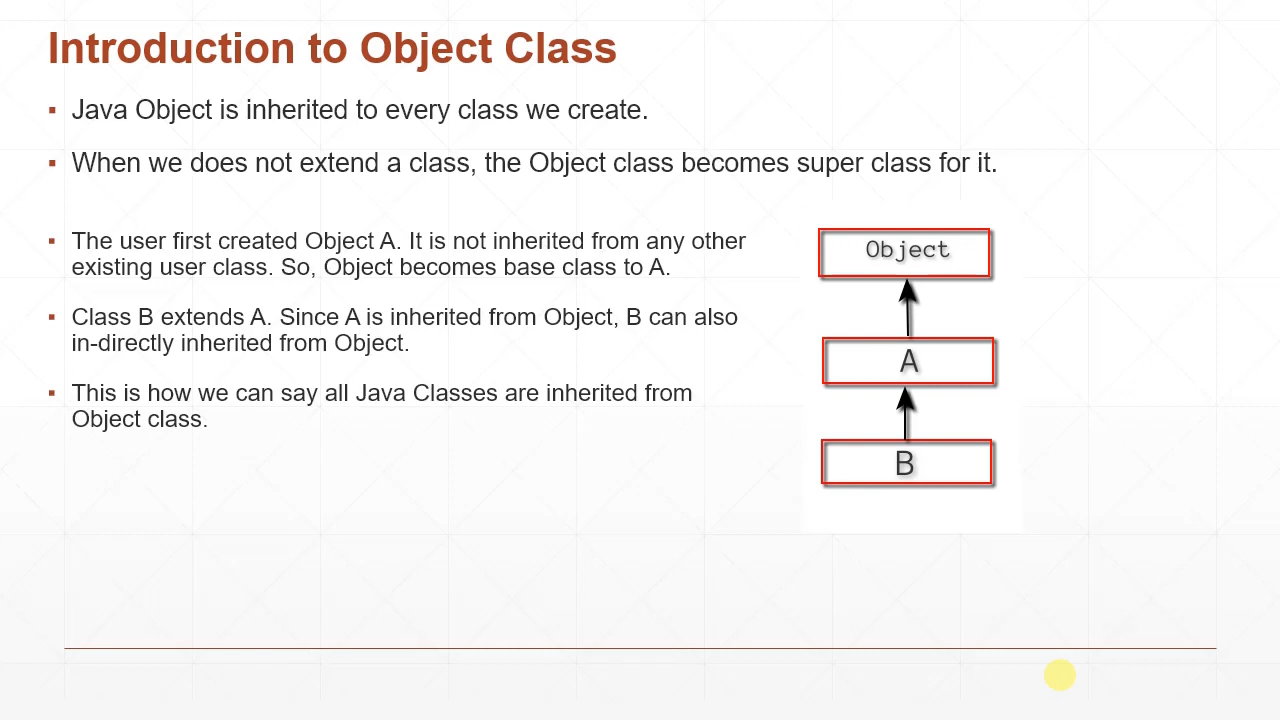 Introduction to Object Class
▪ Java Object is inherited to every class we create.
▪ When we does not extend a class, the Object class becomes super class for it.
▪ The user first created Object A. It is not inherited from any other
existing user class. So, Object becomes base class to A.
▪ Class B extends A. Since A is inherited from Object, B can also
in-directly inherited from Object.
▪ This is how we can say all Java Classes are inherited from
Object class.
Object
A
B